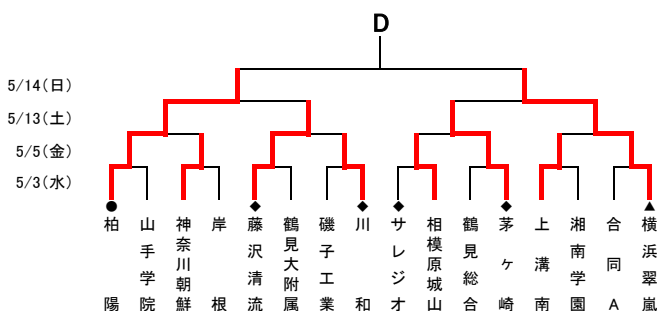 D
5/14(日)
5/13(土)
5/5(金)
5/3(水)
● ◆ ◆ ◆ ◆ ▲
柏陽
山手学院
神奈川朝鮮
岸根
藤沢清流
鶴見大附属
磯子工業
川和
サレジオ
相模原城山
鶴見総合
茅ヶ崎
上溝南
湘南学園
合同A
横浜翠嵐